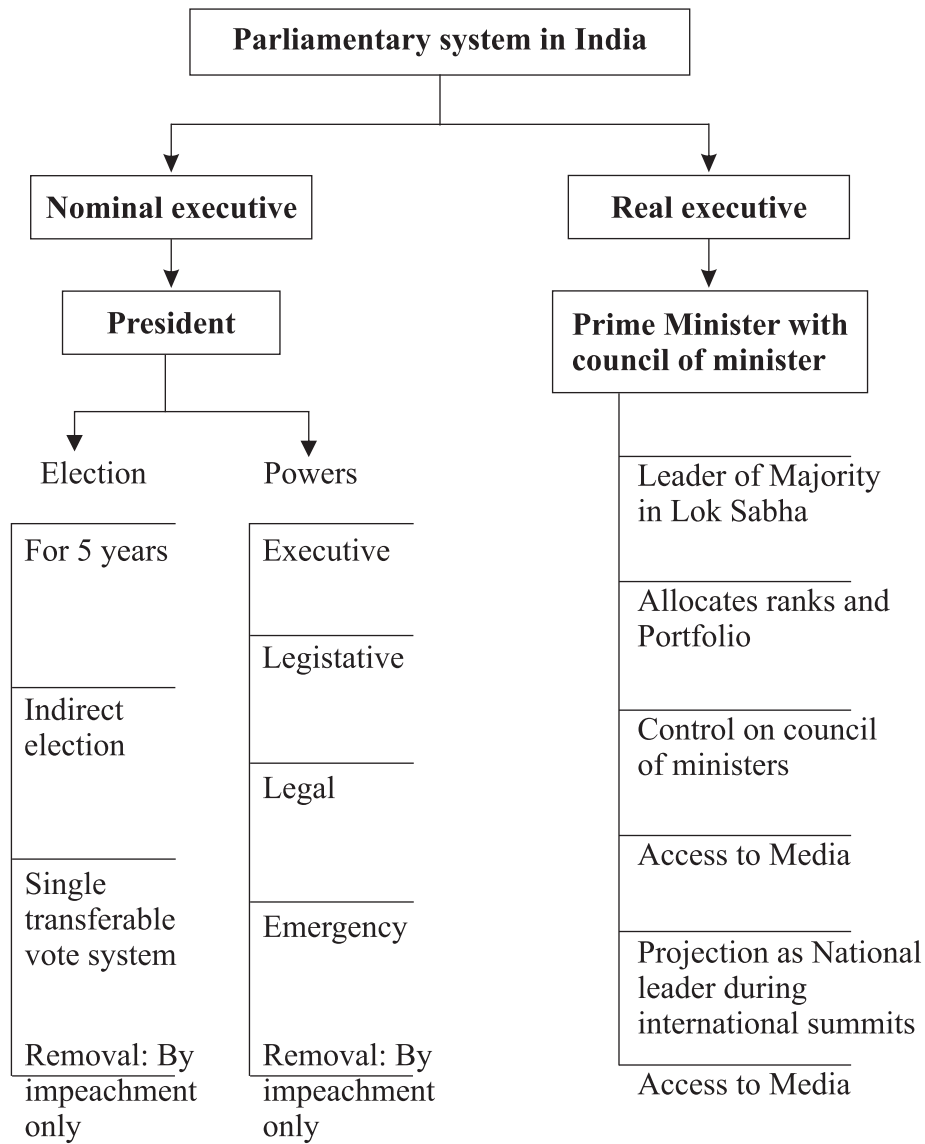 Parliamentary system in India
Nominal executive
Real executive
President
Prime Minister with
council of minister
Election
Powers
For 5 years
Indirect
election
Single
transferable
vote system
Removal: By
impeachment
only
Executive
Legistative
Legal
Emergency
Removal: By
impeachment
only
Leader of Majority
in Lok Sabha
Allocates ranks and
Portfolio
Control on council
of ministers
Access to Media
Projection as National
leader during
international summits
Access to Media